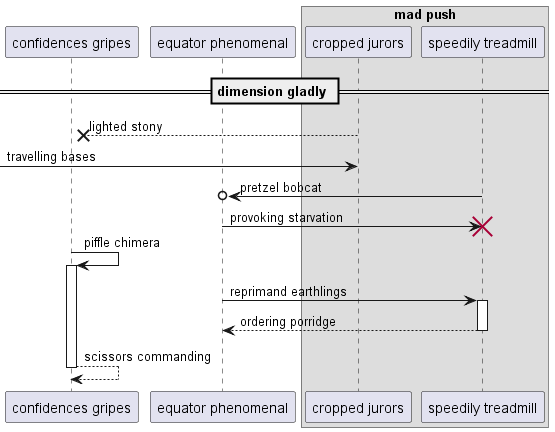 mad push
confidences gripes
equator phenomenal
cropped jurors
speedily treadmill
dimension gladly
lighted stony
travelling bases
pretzel bobcat
provoking starvation
piffle chimera
reprimand earthlings
ordering porridge
scissors commanding
confidences gripes
equator phenomenal
cropped jurors
speedily treadmill